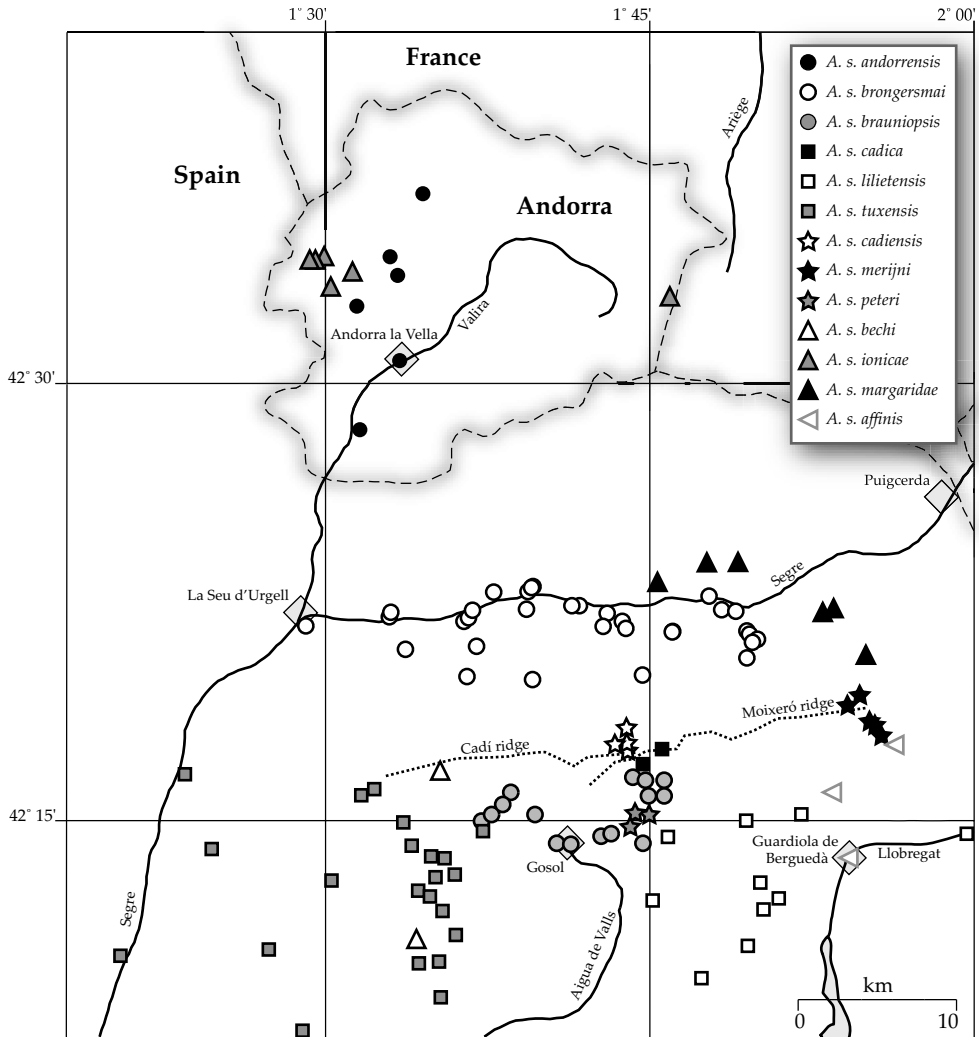 1° 30'
1° 45'
2° 00'
France
Spain
Andorra
Ariège
A. s. andorrensis
A. s. brongersmai
A. s. brauniopsis
A. s. cadica
A. s. lilietensis
A. s. tuxensis
A. s. cadiensis
A. s. merijni
A. s. peteri
A. s. bechi
A. s. ionicae
A. s. margaridae
A. s. affinis
Valira
Andorra la Vella
42° 30'
Puigcerda
Segre
La Seu d'Urgell
Moixeró ridge
Cadí ridge
42° 15'
Gosol
Guardiola de
Berguedà
Llobregat
Segre
Aigua de Valls
km
0
10